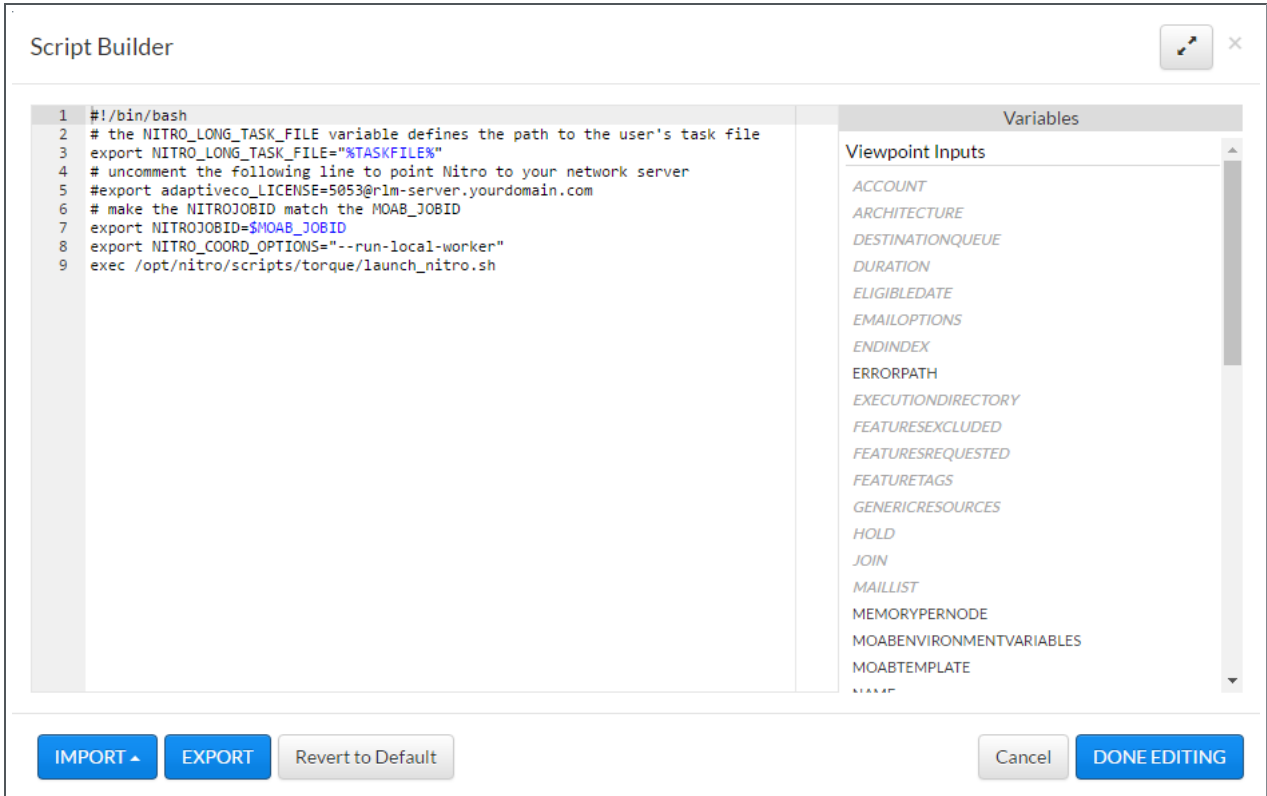 Script Builder
×
1 #!/bin/bash
2 # the NITRO_LONG_TASK_FILE variable defines the path to the user's task file
3 export NITRO_LONG_TASK_FILE="%TASKFILE%"
4 # uncomment the following line to point Nitro to your network server
5 #export adaptiveco_LICENSE=5053@rlm-server.yourdomain.com
6 # make the NITROJOBID match the MOAB_JOBID
7 export NITROJOBID=$MOAB_JOBID
8 export NITRO_COORD_OPTIONS="--run-local-worker"
9 exec /opt/nitro/scripts/torque/launch_nitro.sh
Variables
Viewpoint Inputs
ACCOUNT
ARCHITECTURE
DESTINATIONQUEUE
DURATION
ELIGIBLEDATE
EMAILOPTIONS
ENDINDEX
ERRORPATH
EXECUTIONDIRECTORY
FEATURESEXCLUDED
FEATURESREQUESTED
FEATURETAGS
GENERICRESOURCES
HOLD
JOIN
MAILLIST
MEMORYPERNODE
MOABENVIRONMENTVARIABLES
MOABTEMPLATE
NAME
IMPORT
EXPORT
Revert to Default
Cancel
DONE EDITING